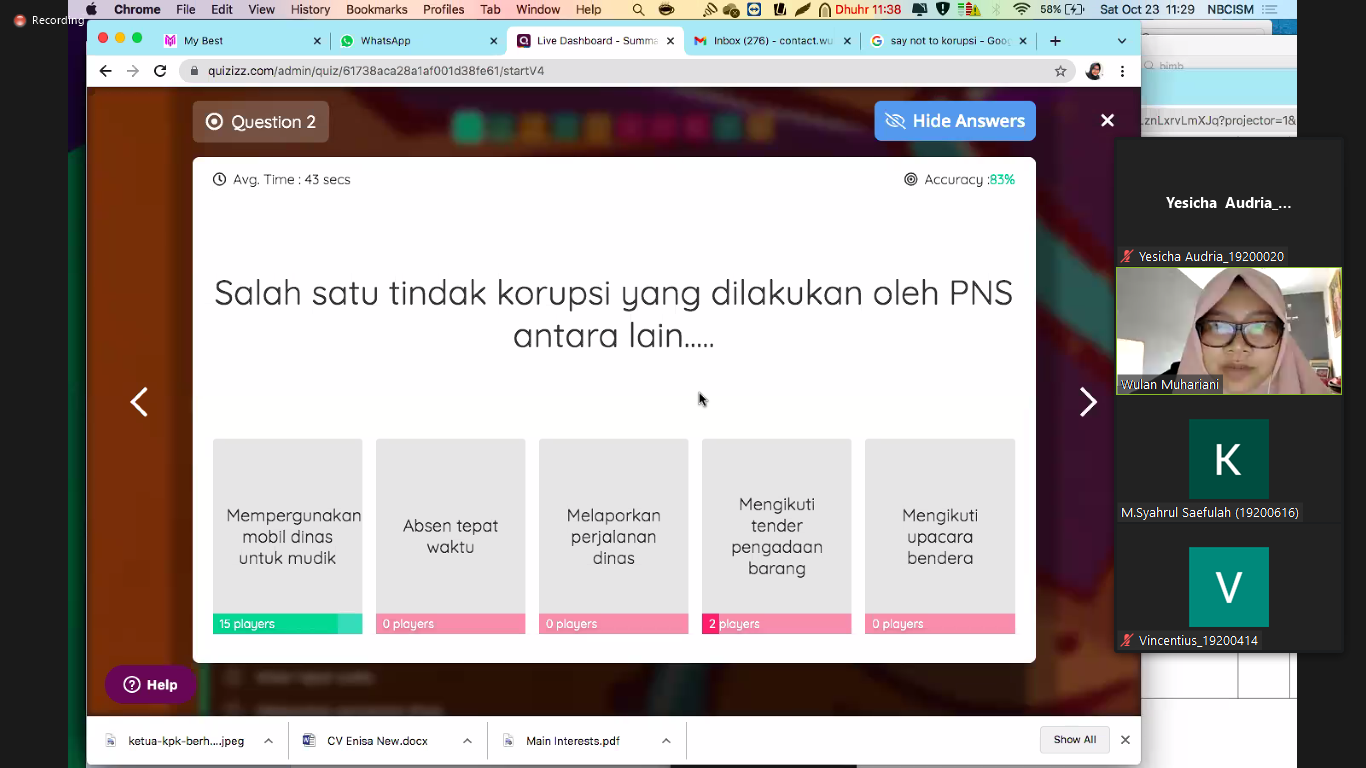 Recording
Chrome File Edit View History Bookmarks Profiles Tab Window Help Dhuhr 11:38 58% Sat Oct 23 11:29 NBCISM
My Best
WhatsApp
Live Dashboard - Summa
Inbox (276) - contact.wu
say not to korupsi - Goog
quizizz.com/admin/quiz/61738aca28a1af001d38fe61/startV4
himb
LznLxrvLmXJq?projector=1&
Question 2
Hide Answers
Avg. Time : 43 secs
Accuracy :83%
Salah satu tindak korupsi yang dilakukan oleh PNS
antara lain.....
Mempergunakan
mobil dinas
untuk mudik
15 players
Absen tepat
waktu
0 players
Melaporkan
perjalanan
dinas
0 players
Mengikuti
tender
pengadaan
barang
2 players
Mengikuti
upacara
bendera
0 players
Help
Yesicha Audria_...
Yesicha Audria_19200020
Wulan Muhariani
K
M.Syahrul Saefulah (19200616)
V
Vincentius_19200414
ketua-kpk-berh....jpeg
CV Enisa New.docx
Main Interests.pdf
Show All